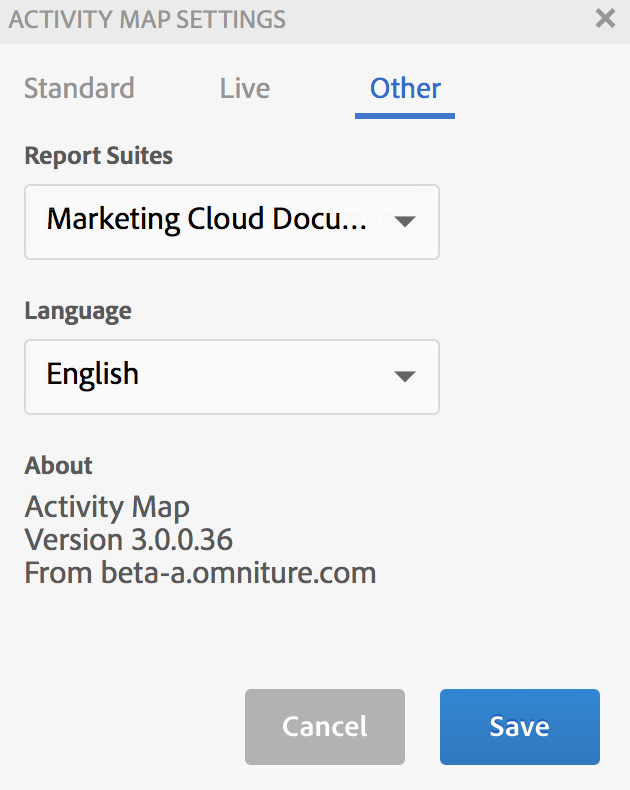 ACTIVITY MAP SETTINGS
Standard Live Other
Report Suites
Marketing Cloud Docu...
Language
English
About
Activity Map
Version 3.0.0.36
From beta-a.omniture.com
Cancel Save